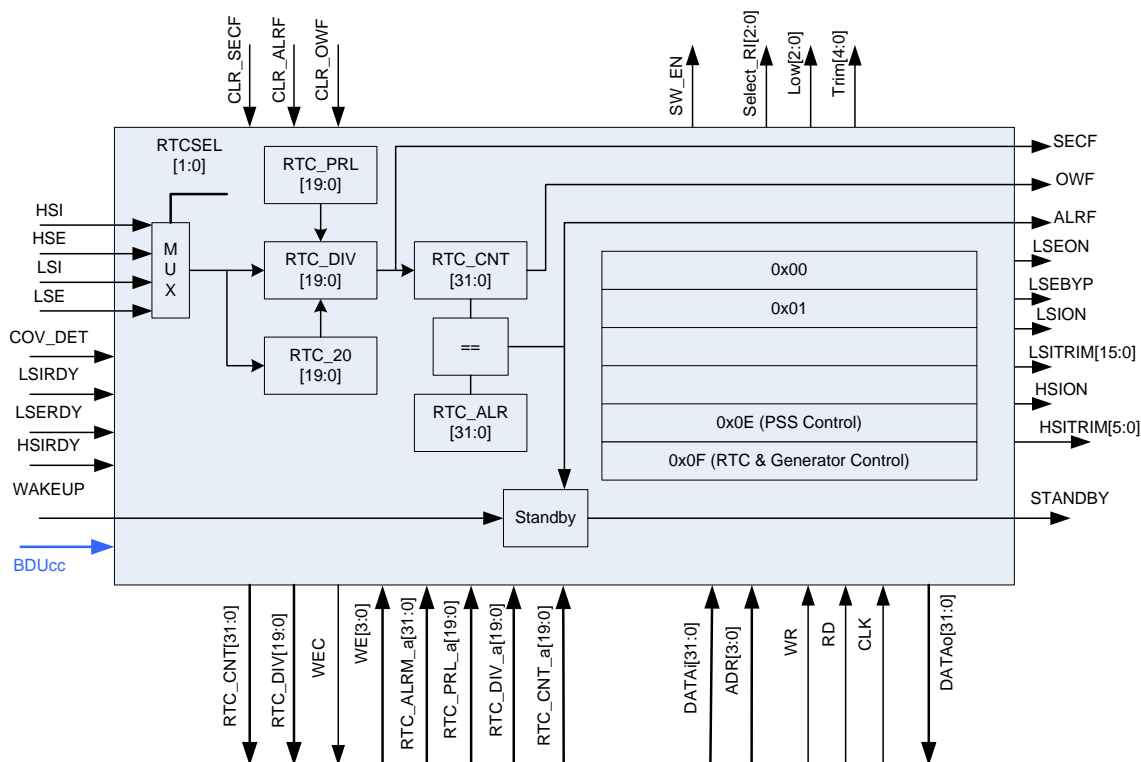 CLR_SECF
CLR_ALRF
CLR_OWF
SW_EN
Select_RI[2:0]
Low[2:0]
Trim[4:0]
RTCSEL
[1:0]
RTC_PRL
[19:0]
SECF
OWF
ALRF
HSI
HSE
LSI
LSE
MUX
RTC_DIV
[19:0]
RTC_CNT
[31:0]
0x00
0x01
LSEON
LSEBYP
LSION
LSITRIM[15:0]
HSION
HSITRIM[5:0]
COV_DET
LSIRDY
LSERDY
HSIRDY
WAKEUP
BDUcc
RTC_20
[19:0]
==
RTC_ALR
[31:0]
0x0E (PSS Control)
0x0F (RTC & Generator Control)
Standby
STANDBY
RTC_CNT[31:0]
RTC_DIV[19:0]
WEC
WE[3:0]
RTC_ALRM_a[31:0]
RTC_PRL_a[19:0]
RTC_DIV_a[19:0]
RTC_CNT_a[19:0]
DATAi[31:0]
ADR[3:0]
WR
RD
CLK
DATAo[31:0]